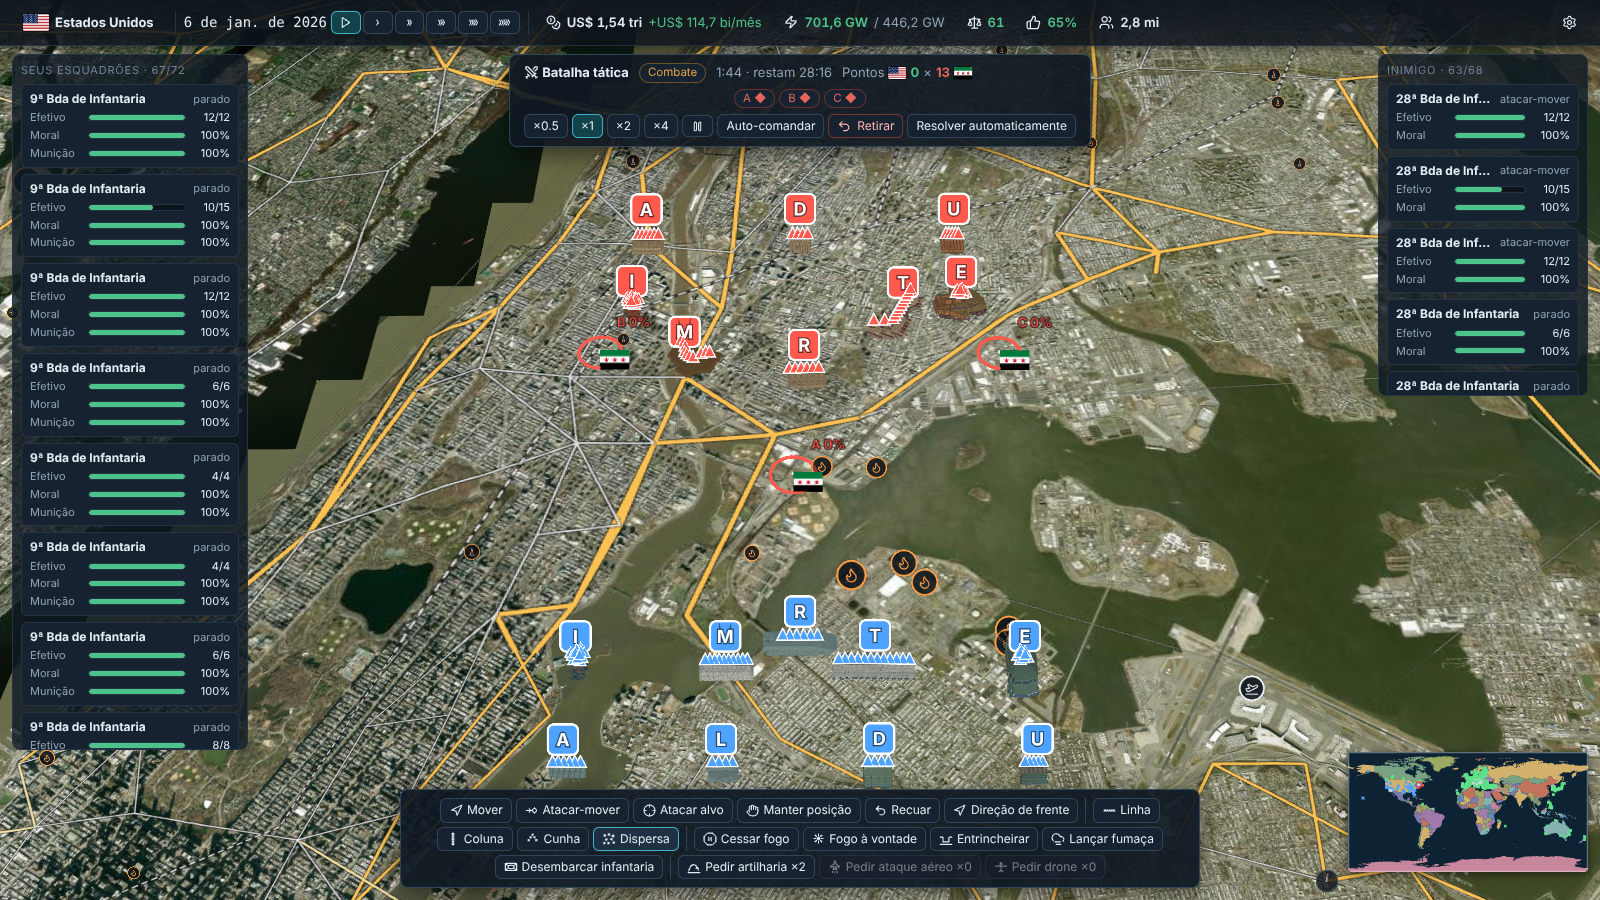 Estados Unidos
6 de jan. de 2026
US$ 1,54 tri +US$ 114,7 bi/mês
701,6 GW / 446,2 GW
61
65%
2,8 mi
SEUS ESQUADRÕES · 67/72
9ª Bda de Infantaria parado
Efetivo 12/12
Moral 100%
Munição 100%
9ª Bda de Infantaria parado
Efetivo 10/15
Moral 100%
Munição 100%
9ª Bda de Infantaria parado
Efetivo 12/12
Moral 100%
Munição 100%
9ª Bda de Infantaria parado
Efetivo 6/6
Moral 100%
Munição 100%
9ª Bda de Infantaria parado
Efetivo 4/4
Moral 100%
Munição 100%
9ª Bda de Infantaria parado
Efetivo 4/4
Moral 100%
Munição 100%
9ª Bda de Infantaria parado
Efetivo 6/6
Moral 100%
Munição 100%
9ª Bda de Infantaria parado
Efetivo 8/8
Batalha tática Combate 1:44 · restam 28:16 Pontos 0 × 13
A B C
×0.5 ×1 ×2 ×4 Auto-comandar Retirar Resolver automaticamente
INIMIGO · 63/68
28ª Bda de Inf... atacar-mover
Efetivo 12/12
Moral 100%
28ª Bda de Inf... atacar-mover
Efetivo 10/15
Moral 100%
28ª Bda de Inf... atacar-mover
Efetivo 12/12
Moral 100%
28ª Bda de Infantaria parado
Efetivo 6/6
Moral 100%
28ª Bda de Infantaria parado
A D U
I T E
B 0% C 0%
M R
A 0%
I M R T E
A L D U
Mover Atacar-mover Atacar alvo Manter posição Recuar Direção de frente Linha
Coluna Cunha Dispersa Cessar fogo Fogo à vontade Entrincheirar Lançar fumaça
Desembarcar infantaria Pedir artilharia ×2 Pedir ataque aéreo ×0 Pedir drone ×0